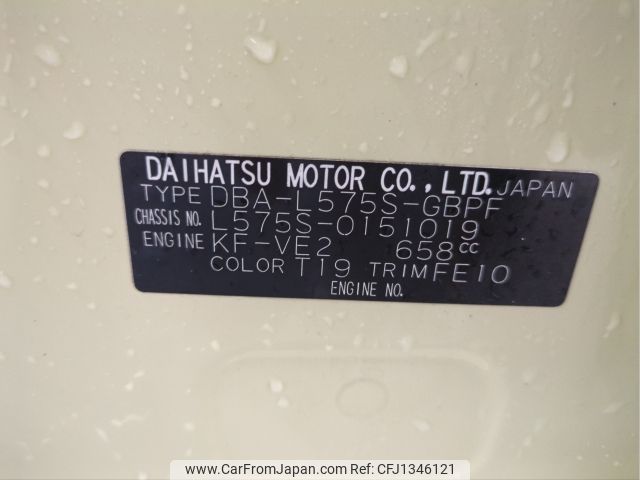 DAIHATSU MOTOR CO., LTD. JAPAN
TYPE DBA-L575S-GBPF
CHASSIS NO. L575S-0151019
ENGINE KF-VE2 658cc
COLOR T19 TRIM FE10
ENGINE NO.
www.CarFromJapan.com - CFJ1346121